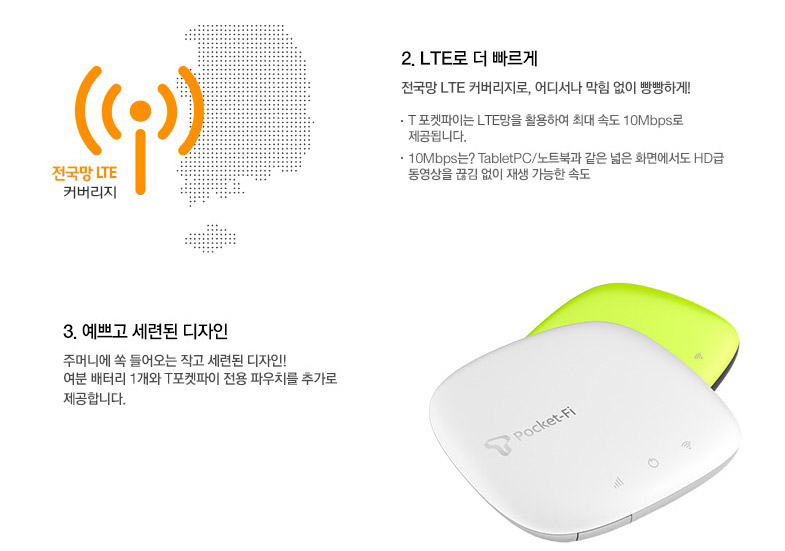 전국망 LTE
커버리지
2. LTE로 더 빠르게
전국망 LTE 커버리지로, 어디서나 막힘 없이 빵빵하게!
· T 포켓파이는 LTE망을 활용하여 최대 속도 10Mbps로
제공됩니다.
· 10Mbps는? TabletPC/노트북과 같은 넓은 화면에서도 HD급
동영상을 끊김 없이 재생 가능한 속도
3. 예쁘고 세련된 디자인
주머니에 쏙 들어오는 작고 세련된 디자인!
여분 배터리 1개와 T포켓파이 전용 파우치를 추가로
제공합니다.
Pocket-Fi